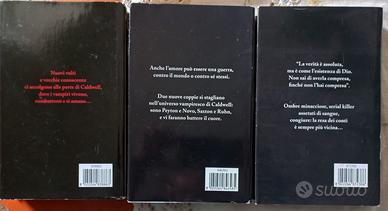 Nuovi volti
e vecchie conoscenze
ci accolgono alle porte di Caldwell,
dove i vampiri vivono,
combattono e si amano...
Anche l'amore può essere una guerra,
contro il mondo o contro sé stessi.
Due nuove coppie si stagliano
nell'universo vampiresco di Caldwell:
sono Peyton e Novo, Saxton e Ruhn,
e vi faranno battere il cuore.
"La verità è assoluta,
ma è come l'esistenza di Dio.
Non sai di averla compresa,
finché non l'hai compresa".
Ombre minacciose, serial killer
assetati di sangue,
congiure: la resa dei conti
è sempre più vicina...
subito